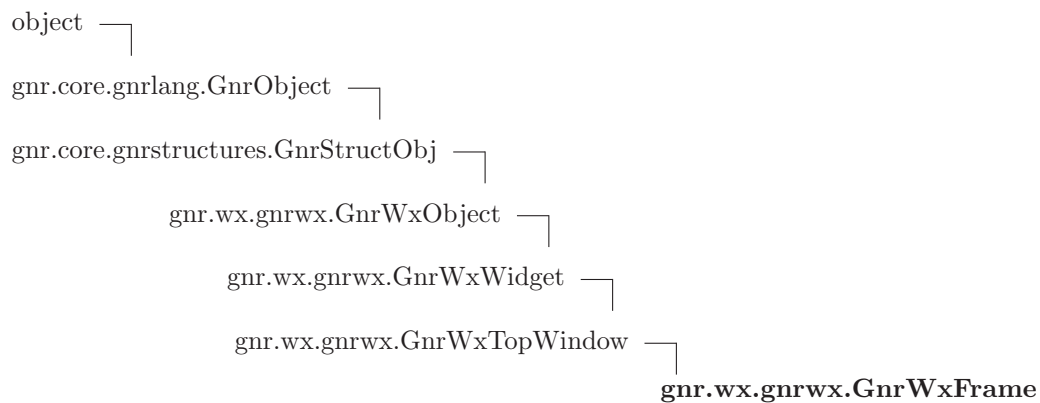 object
gnr.core.gnrlang.GnrObject
gnr.core.gnrstructures.GnrStructObj
gnr.wx.gnrwx.GnrWxObject
gnr.wx.gnrwx.GnrWxWidget
gnr.wx.gnrwx.GnrWxTopWindow
gnr.wx.gnrwx.GnrWxFrame